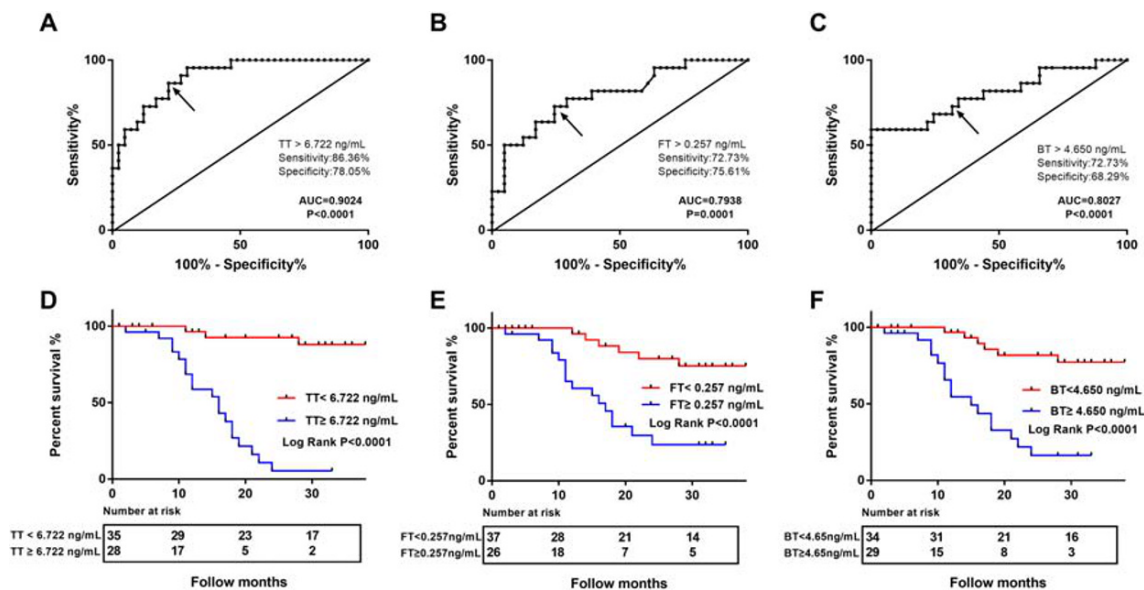 A
Sensitivity%
100
50
0
TT > 6.722 ng/mL
Sensitivity:86.36%
Specificity:78.05%
AUC=0.9024
P<0.0001
0 50 100
100% - Specificity%
B
Sensitivity%
100
50
0
FT > 0.257 ng/mL
Sensitivity:72.73%
Specificity:75.61%
AUC=0.7938
P=0.0001
0 50 100
100% - Specificity%
C
Sensitivity%
100
50
0
BT > 4.650 ng/mL
Sensitivity:72.73%
Specificity:68.29%
AUC=0.8027
P<0.0001
0 50 100
100% - Specificity%
D
Percent survival %
100
50
0
TT< 6.722 ng/mL
TT≥ 6.722 ng/mL
Log Rank P<0.0001
0 10 20 30
Number at risk
TT < 6.722 ng/mL 35 29 23 17
TT ≥ 6.722 ng/mL 28 17 5 2
Follow months
E
Percent survival %
100
50
0
FT< 0.257 ng/mL
FT≥ 0.257 ng/mL
Log Rank P<0.0001
0 10 20 30
Number at risk
FT<0.257ng/mL 37 28 21 14
FT≥0.257ng/mL 26 18 7 5
Follow months
F
Percent survival %
100
50
0
BT<4.650 ng/mL
BT≥ 4.650 ng/mL
Log Rank P<0.0001
0 10 20 30
Number at risk
BT<4.65ng/mL 34 31 21 16
BT≥4.65ng/mL 29 15 8 3
Follow months